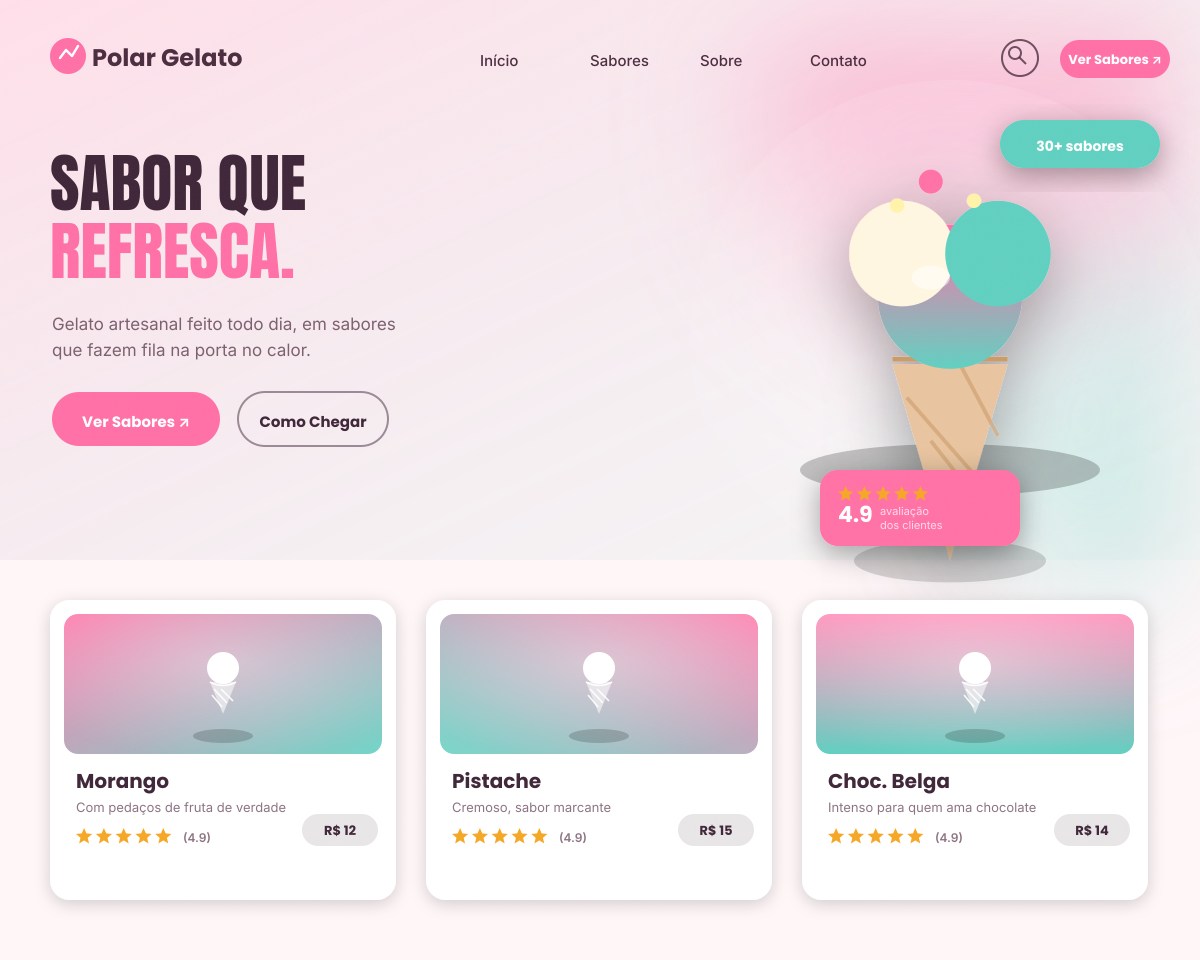 Polar Gelato
Início
Sabores
Sobre
Contato
Ver Sabores ↗
30+ sabores
SABOR QUE
REFRESCA.
Gelato artesanal feito todo dia, em sabores
que fazem fila na porta no calor.
Ver Sabores ↗
Como Chegar
4.9
avaliação
dos clientes
Morango
Com pedaços de fruta de verdade
(4.9)
R$ 12
Pistache
Cremoso, sabor marcante
(4.9)
R$ 15
Choc. Belga
Intenso para quem ama chocolate
(4.9)
R$ 14